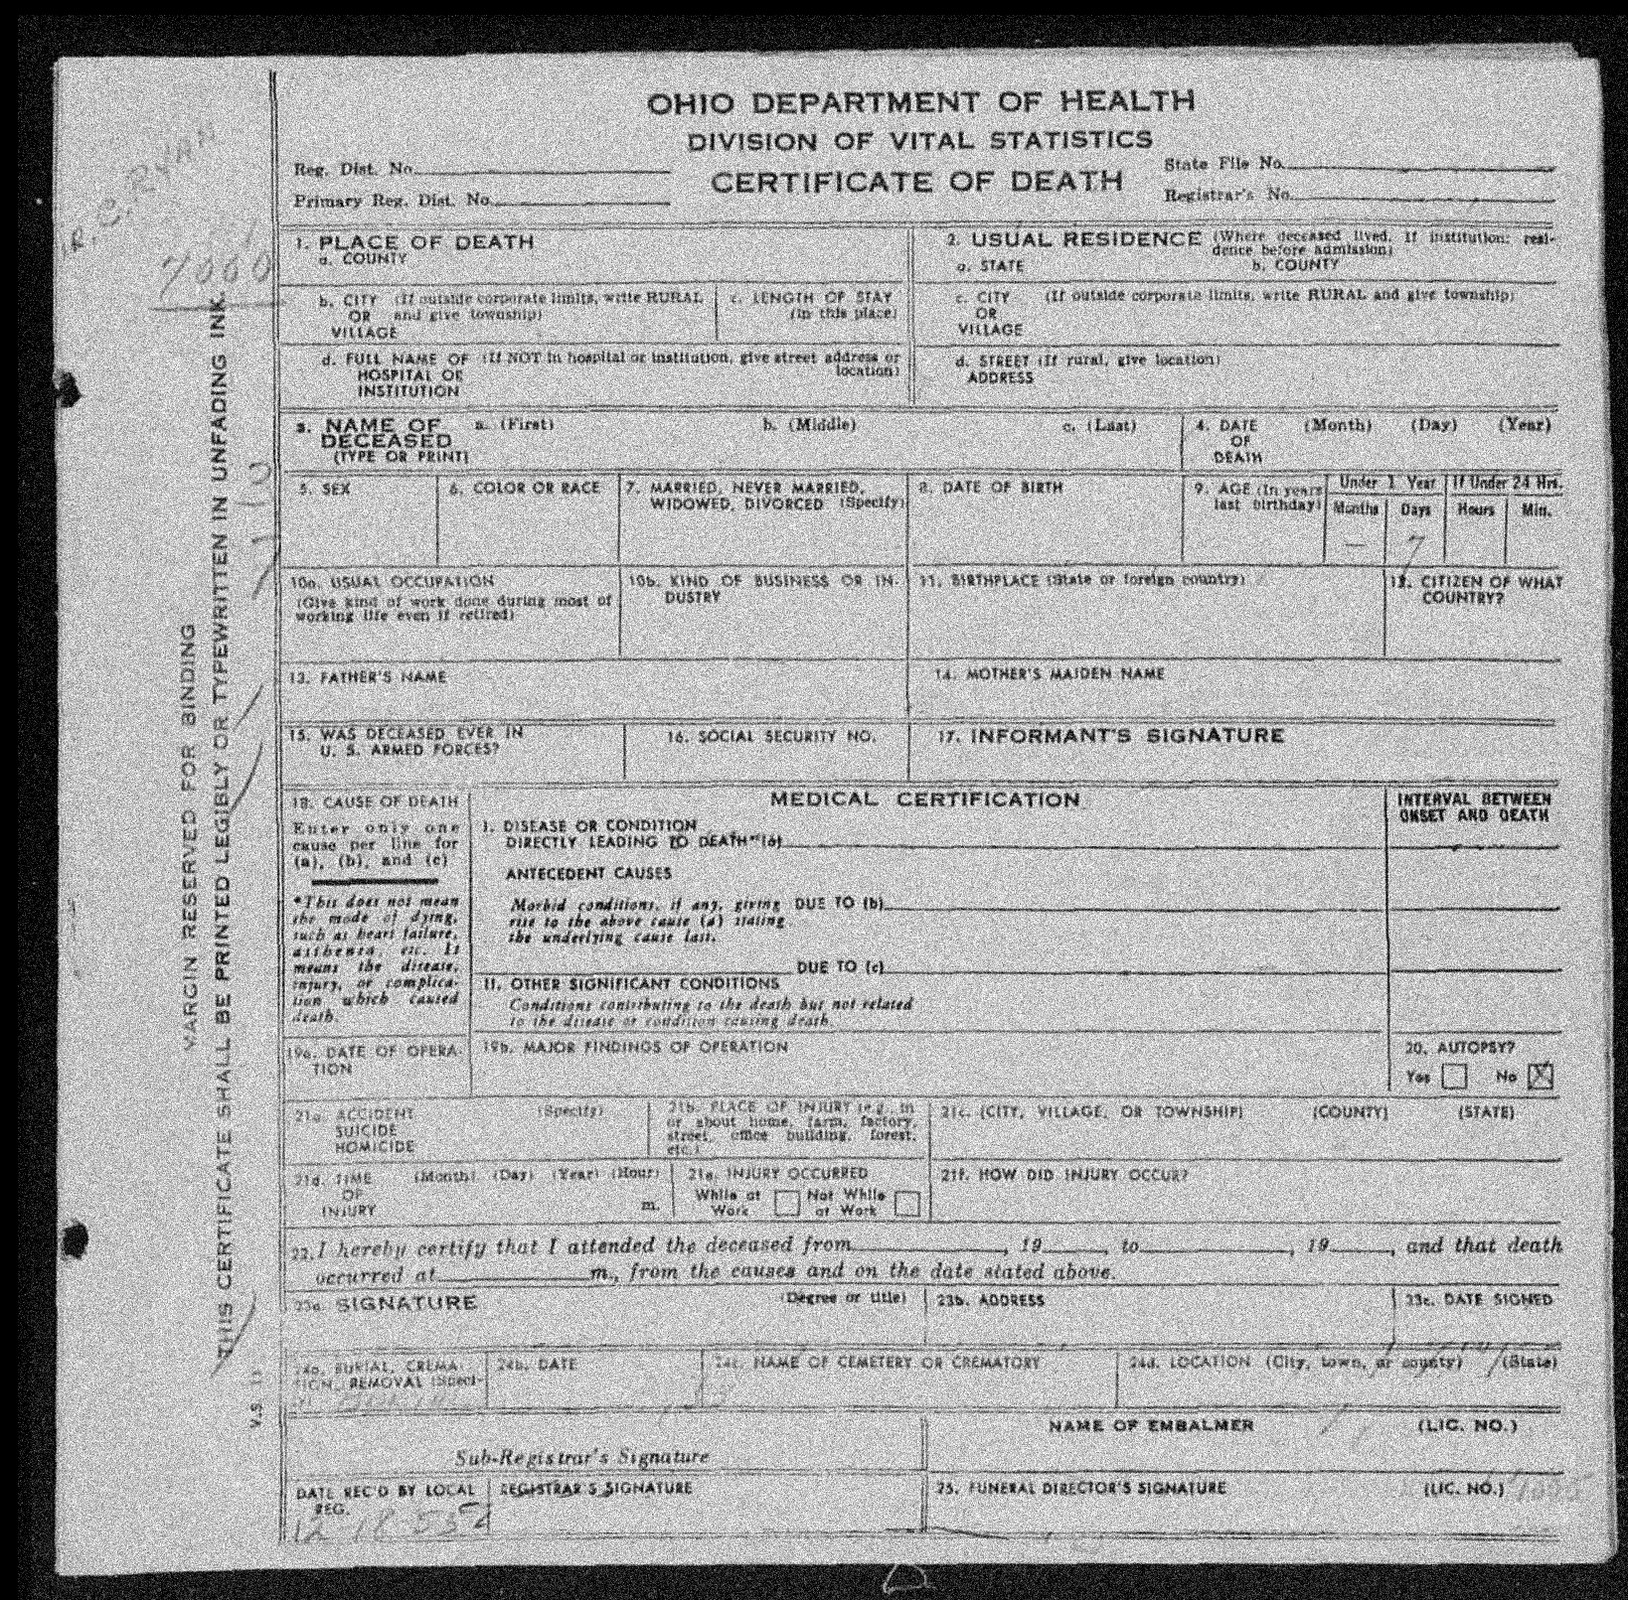 OHIO DEPARTMENT OF HEALTH
DIVISION OF VITAL STATISTICS
CERTIFICATE OF DEATH
Reg. Dist. No.
Primary Reg. Dist. No.
State File No.
Registrar's No.
C. RYAN
7060
MARGIN RESERVED FOR BINDING
THIS CERTIFICATE SHALL BE PRINTED LEGIBLY OR TYPEWRITTEN IN UNFADING INK.
V.S.
1. PLACE OF DEATH
a. COUNTY
b. CITY (If outside corporate limits, write RURAL
OR and give township)
VILLAGE
c. LENGTH OF STAY
(in this place)
d. FULL NAME OF (If NOT in hospital or institution, give street address or
HOSPITAL OR location)
INSTITUTION
2. USUAL RESIDENCE (Where deceased lived. If institution: resi-
dence before admission)
a. STATE b. COUNTY
c. CITY (If outside corporate limits, write RURAL and give township)
OR
VILLAGE
d. STREET (If rural, give location)
ADDRESS
3. NAME OF a. (First) b. (Middle) c. (Last)
DECEASED
(TYPE OR PRINT)
4. DATE (Month) (Day) (Year)
OF
DEATH
5. SEX
6. COLOR OR RACE
7. MARRIED, NEVER MARRIED,
WIDOWED, DIVORCED (Specify)
8. DATE OF BIRTH
9. AGE (In years
last birthday)
Under 1 Year
Months Days
— 7
If Under 24 Hrs.
Hours Min.
10a. USUAL OCCUPATION
(Give kind of work done during most of
working life even if retired)
10b. KIND OF BUSINESS OR IN-
DUSTRY
11. BIRTHPLACE (State or foreign country)
12. CITIZEN OF WHAT
COUNTRY?
13. FATHER'S NAME
14. MOTHER'S MAIDEN NAME
15. WAS DECEASED EVER IN
U. S. ARMED FORCES?
16. SOCIAL SECURITY NO.
17. INFORMANT'S SIGNATURE
18. CAUSE OF DEATH
Enter only one
cause per line for
(a), (b), and (c)
*This does not mean
the mode of dying,
such as heart failure,
asthenia, etc. It
means the disease,
injury, or complica-
tion which caused
death.
MEDICAL CERTIFICATION
I. DISEASE OR CONDITION
DIRECTLY LEADING TO DEATH*(a)
ANTECEDENT CAUSES
Morbid conditions, if any, giving DUE TO (b)
rise to the above cause (a) stating
the underlying cause last.
DUE TO (c)
II. OTHER SIGNIFICANT CONDITIONS
Conditions contributing to the death but not related
to the disease or condition causing death.
INTERVAL BETWEEN
ONSET AND DEATH
19a. DATE OF OPERA-
TION
19b. MAJOR FINDINGS OF OPERATION
20. AUTOPSY?
Yes No X
21a. ACCIDENT (Specify)
SUICIDE
HOMICIDE
21b. PLACE OF INJURY (e.g., in
or about home, farm, factory,
street, office building, forest,
etc.)
21c. (CITY, VILLAGE, OR TOWNSHIP) (COUNTY) (STATE)
21d. TIME (Month) (Day) (Year) (Hour)
OF
INJURY m.
21e. INJURY OCCURRED
While at Not While
Work at Work
21f. HOW DID INJURY OCCUR?
22. I hereby certify that I attended the deceased from , 19 , to , 19 , and that death
occurred at m., from the causes and on the date stated above.
23a. SIGNATURE (Degree or title)
23b. ADDRESS
23c. DATE SIGNED
24a. BURIAL, CREMA-
TION, REMOVAL (Speci-
24b. DATE
24c. NAME OF CEMETERY OR CREMATORY
24d. LOCATION (City, town, or county) (State)
Sub-Registrar's Signature
NAME OF EMBALMER (LIC. NO.)
DATE REC'D BY LOCAL
REG.
REGISTRAR'S SIGNATURE
25. FUNERAL DIRECTOR'S SIGNATURE (LIC. NO.)